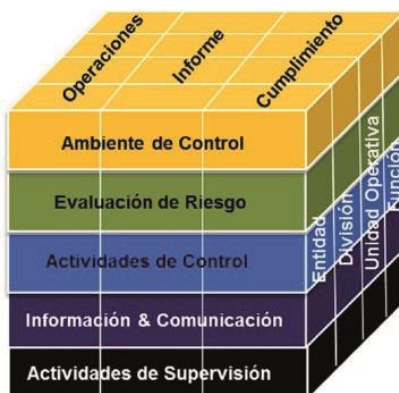 Operaciones
Informe
Cumplimiento
Ambiente de Control
Evaluación de Riesgo
Actividades de Control
Información & Comunicación
Actividades de Supervisión
Entidad
División
Unidad Operativa
Función